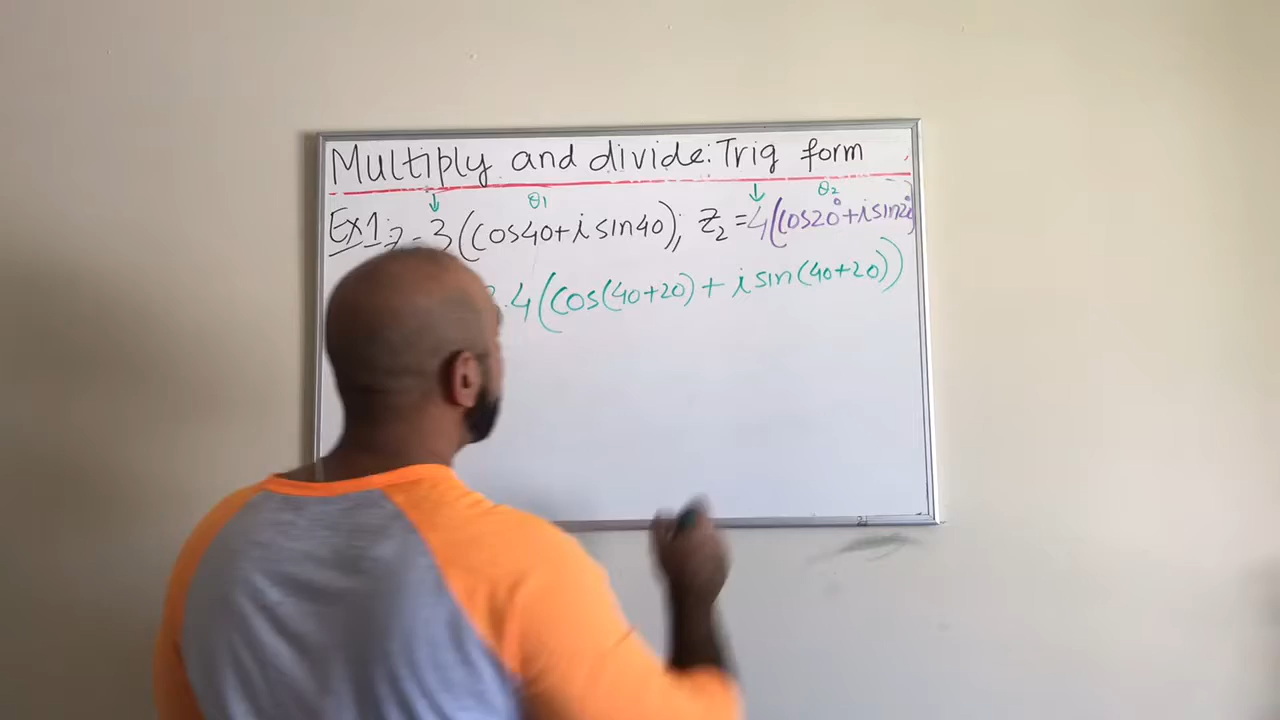 Multiply and divide: Trig form
θ1 θ2
Ex1: 3(cos40+isin40); z₂ = 4(cos20°+isin2
.4(cos(40+20) + isin(40+20))